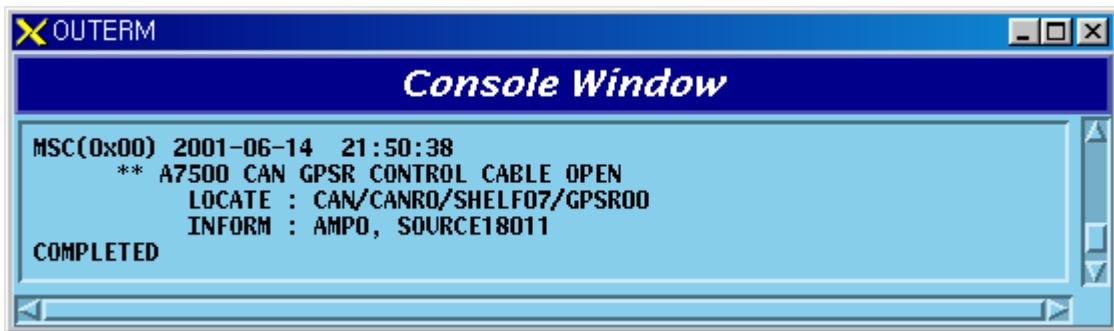 OUTERM
Console Window
MSC(0x00) 2001-06-14 21:50:38
** A7500 CAN GPSR CONTROL CABLE OPEN
LOCATE : CAN/CANR0/SHELF07/GPSR00
INFORM : AMP0, SOURCE18011
COMPLETED